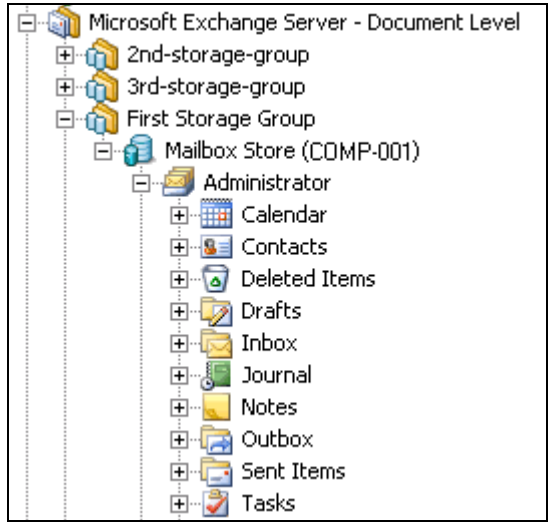 Microsoft Exchange Server - Document Level
2nd-storage-group
3rd-storage-group
First Storage Group
Mailbox Store (COMP-001)
Administrator
Calendar
Contacts
Deleted Items
Drafts
Inbox
Journal
Notes
Outbox
Sent Items
Tasks